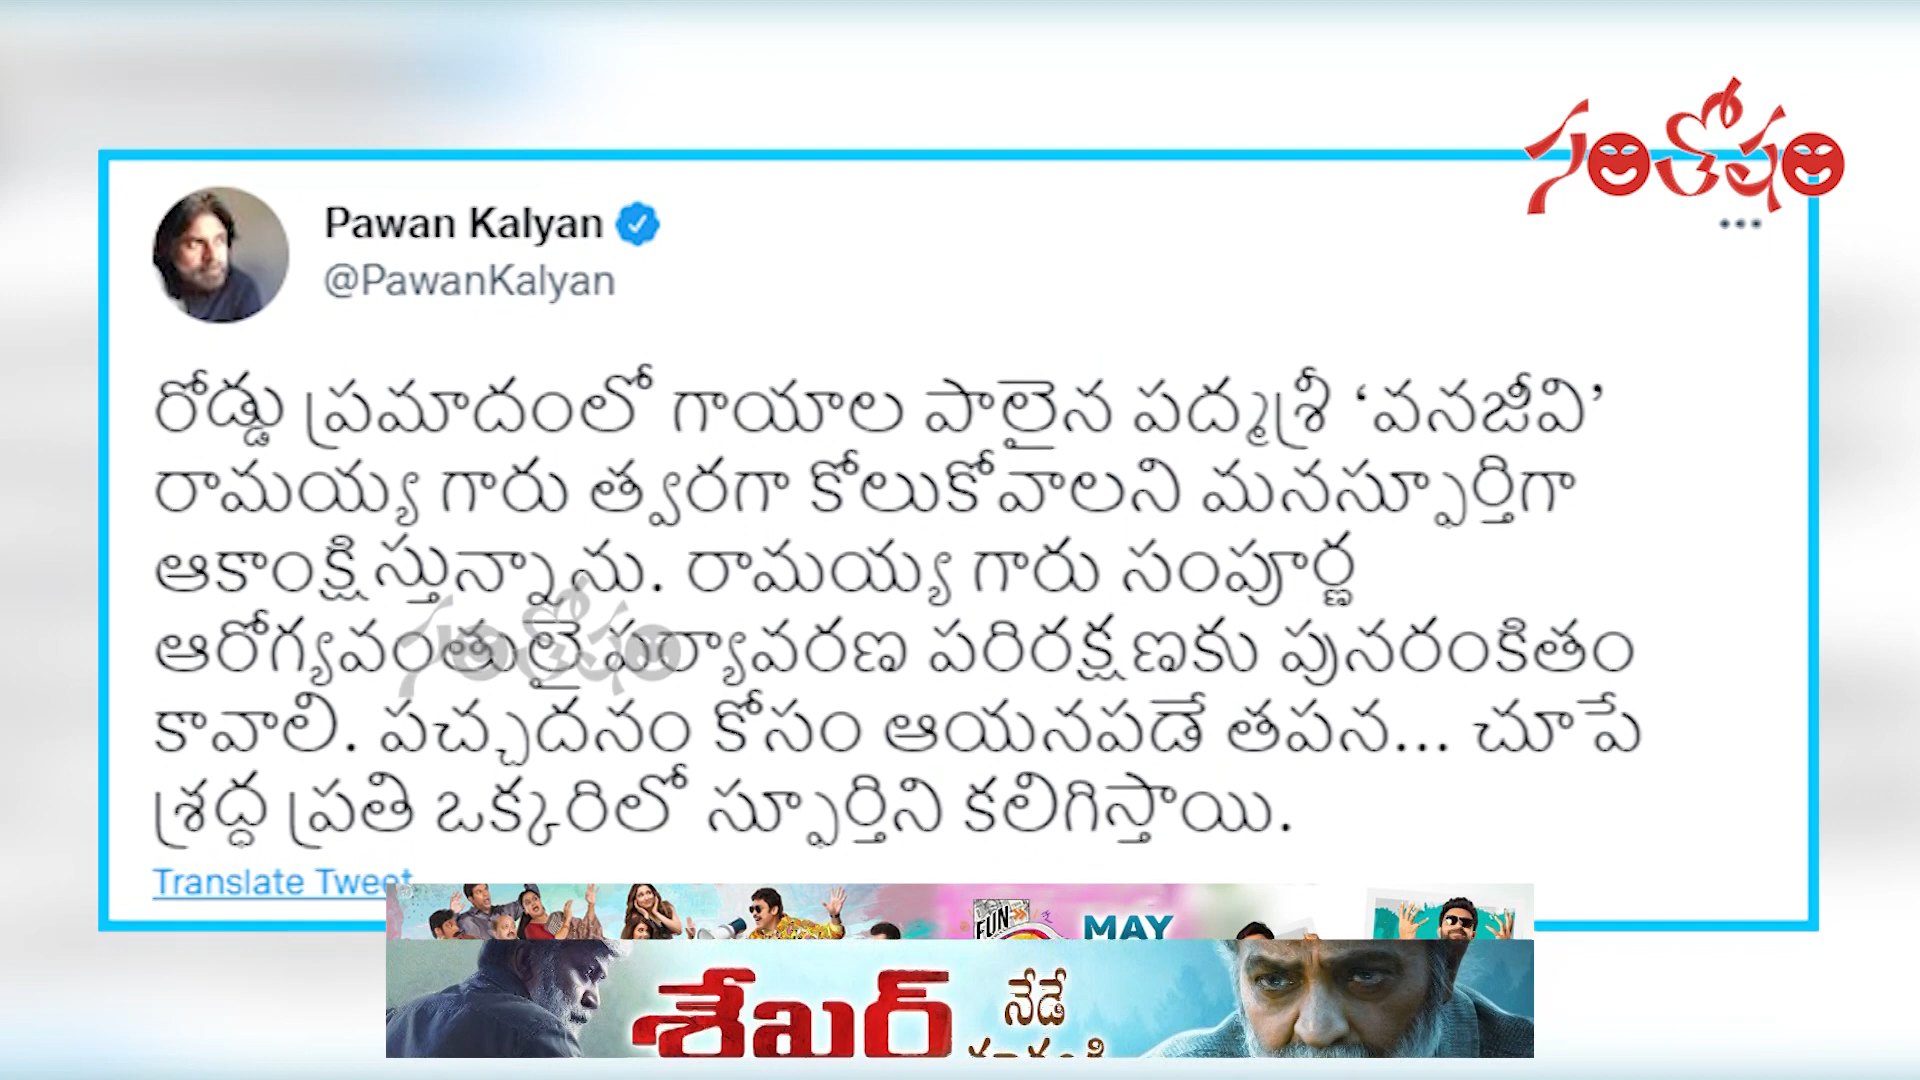 సంతోషం
Pawan Kalyan
@PawanKalyan
రోడ్డు ప్రమాదంలో గాయాల పాలైన పద్మశ్రీ ‘వనజీవి’
రామయ్య గారు త్వరగా కోలుకోవాలని మనస్ఫూర్తిగా
ఆకాంక్షిస్తున్నాను. రామయ్య గారు సంపూర్ణ
ఆరోగ్యవంతులై పర్యావరణ పరిరక్షణకు పునరంకితం
కావాలి. పచ్చదనం కోసం ఆయనపడే తపన... చూపే
శ్రద్ధ ప్రతి ఒక్కరిలో స్ఫూర్తిని కలిగిస్తాయి.
సంతోషం
Translate Tweet
FUN
MAY
శేఖర్
నేడే